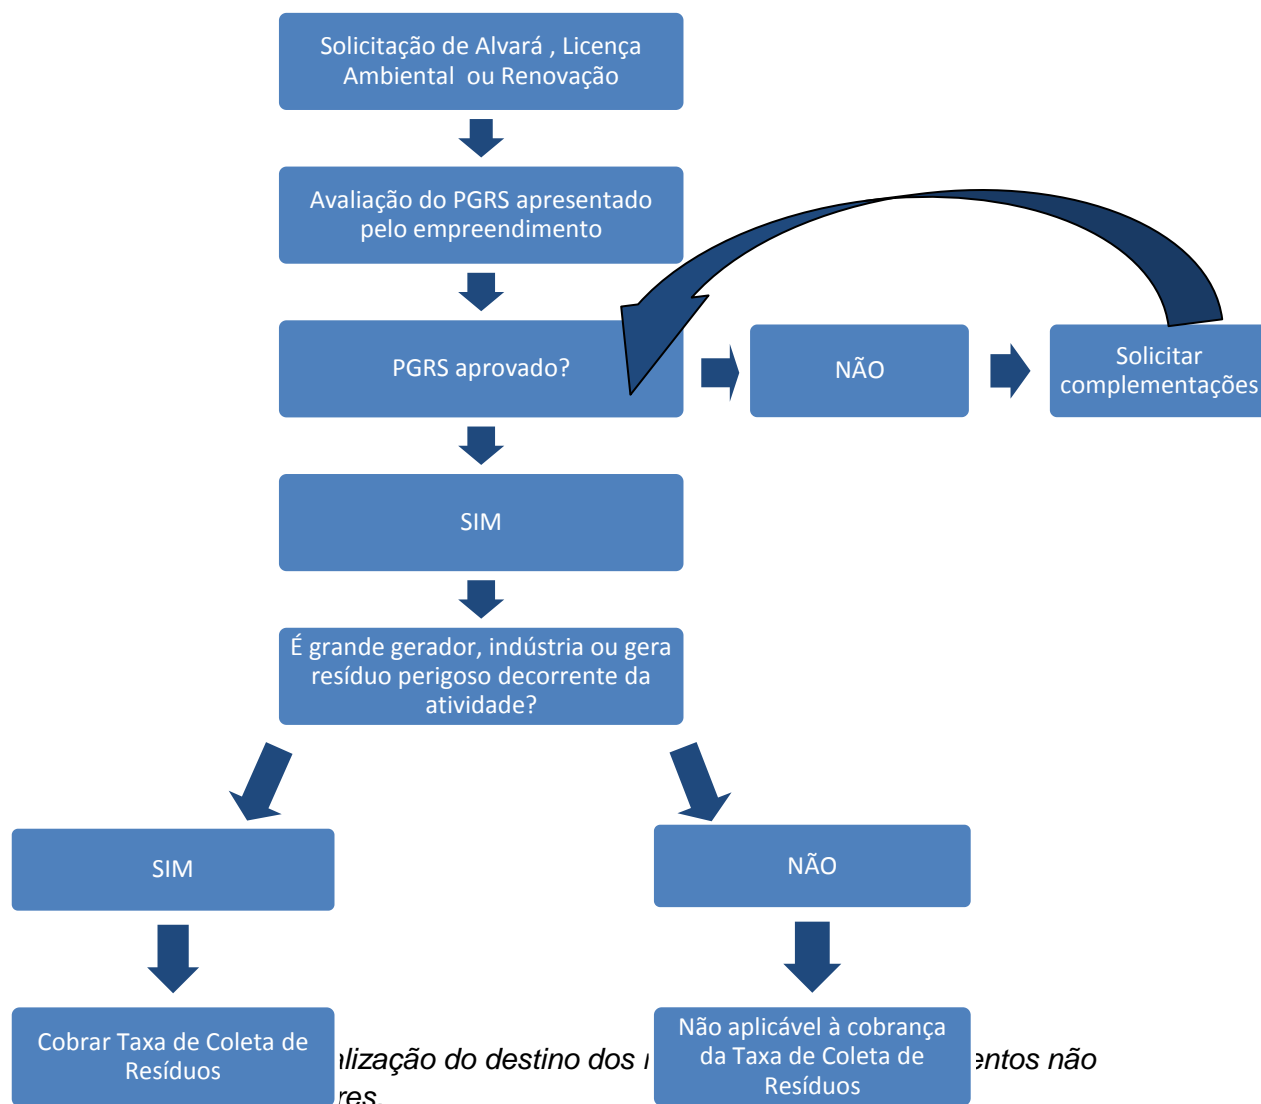 Solicitação de Alvará , Licença
Ambiental ou Renovação
Avaliação do PGRS apresentado
pelo empreendimento
PGRS aprovado?
NÃO
Solicitar
complementações
SIM
É grande gerador, indústria ou gera
resíduo perigoso decorrente da
atividade?
SIM
NÃO
Cobrar Taxa de Coleta de
Resíduos
Não aplicável à cobrança
da Taxa de Coleta de
Resíduos
do destino dos
não